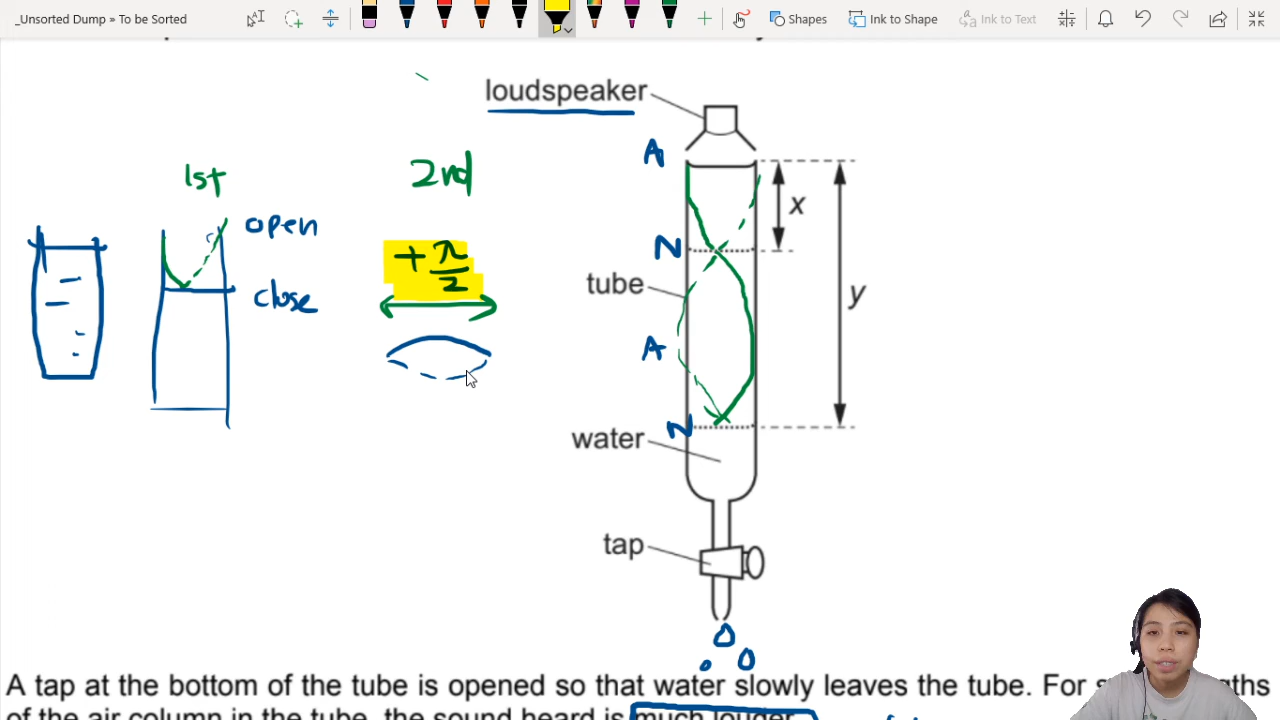 _Unsorted Dump » To be Sorted
Shapes
Ink to Shape
Ink to Text
loudspeaker
A
1st
2nd
open
x
+π/2
N
tube
close
y
A
N
water
tap
A tap at the bottom of the tube is opened so that water slowly leaves the tube. For
of the air column in the tube, the sound heard is much louder.